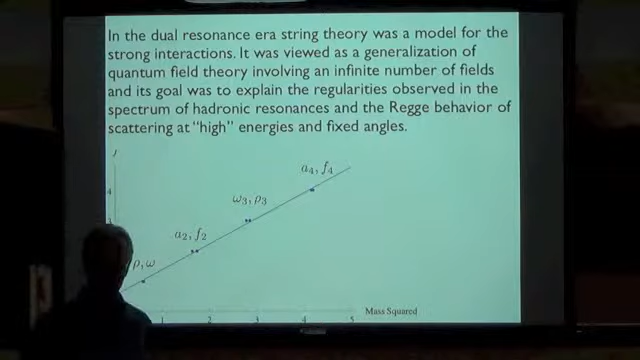 In the dual resonance era string theory was a model for the
strong interactions. It was viewed as a generalization of
quantum field theory involving an infinite number of fields
and its goal was to explain the regularities observed in the
spectrum of hadronic resonances and the Regge behavior of
scattering at "high" energies and fixed angles.
J
a₄, f₄
4
ω₃, ρ₃
3
a₂, f₂
ρ, ω
Mass Squared
1 2 3 4 5